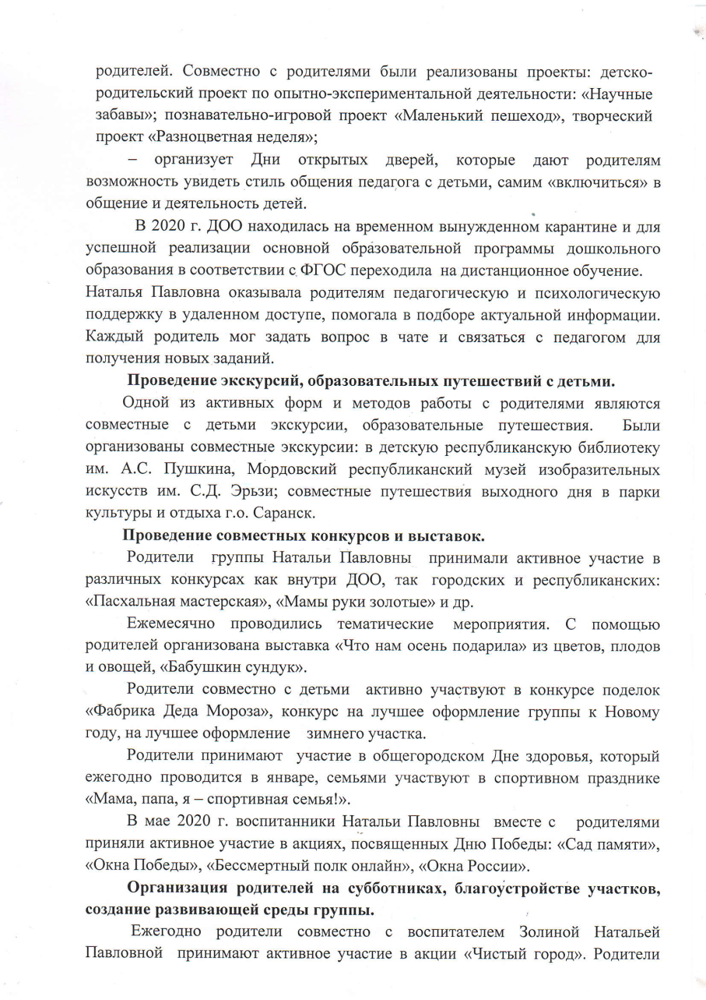 родителей. Совместно с родителями были реализованы проекты: детско-
родительский проект по опытно-экспериментальной деятельности: «Научные
забавы»; познавательно-игровой проект «Маленький пешеход», творческий
проект «Разноцветная неделя»;
– организует Дни открытых дверей, которые дают родителям
возможность увидеть стиль общения педагога с детьми, самим «включиться» в
общение и деятельность детей.
В 2020 г. ДОО находилась на временном вынужденном карантине и для
успешной реализации основной образовательной программы дошкольного
образования в соответствии с ФГОС переходила на дистанционное обучение.
Наталья Павловна оказывала родителям педагогическую и психологическую
поддержку в удаленном доступе, помогала в подборе актуальной информации.
Каждый родитель мог задать вопрос в чате и связаться с педагогом для
получения новых заданий.
Проведение экскурсий, образовательных путешествий с детьми.
Одной из активных форм и методов работы с родителями являются
совместные с детьми экскурсии, образовательные путешествия. Были
организованы совместные экскурсии: в детскую республиканскую библиотеку
им. А.С. Пушкина, Мордовский республиканский музей изобразительных
искусств им. С.Д. Эрьзи; совместные путешествия выходного дня в парки
культуры и отдыха г.о. Саранск.
Проведение совместных конкурсов и выставок.
Родители группы Натальи Павловны принимали активное участие в
различных конкурсах как внутри ДОО, так городских и республиканских:
«Пасхальная мастерская», «Мамы руки золотые» и др.
Ежемесячно проводились тематические мероприятия. С помощью
родителей организована выставка «Что нам осень подарила» из цветов, плодов
и овощей, «Бабушкин сундук».
Родители совместно с детьми активно участвуют в конкурсе поделок
«Фабрика Деда Мороза», конкурс на лучшее оформление группы к Новому
году, на лучшее оформление зимнего участка.
Родители принимают участие в общегородском Дне здоровья, который
ежегодно проводится в январе, семьями участвуют в спортивном празднике
«Мама, папа, я – спортивная семья!».
В мае 2020 г. воспитанники Натальи Павловны вместе с родителями
приняли активное участие в акциях, посвященных Дню Победы: «Сад памяти»,
«Окна Победы», «Бессмертный полк онлайн», «Окна России».
Организация родителей на субботниках, благоустройстве участков,
создание развивающей среды группы.
Ежегодно родители совместно с воспитателем Золиной Натальей
Павловной принимают активное участие в акции «Чистый город». Родители